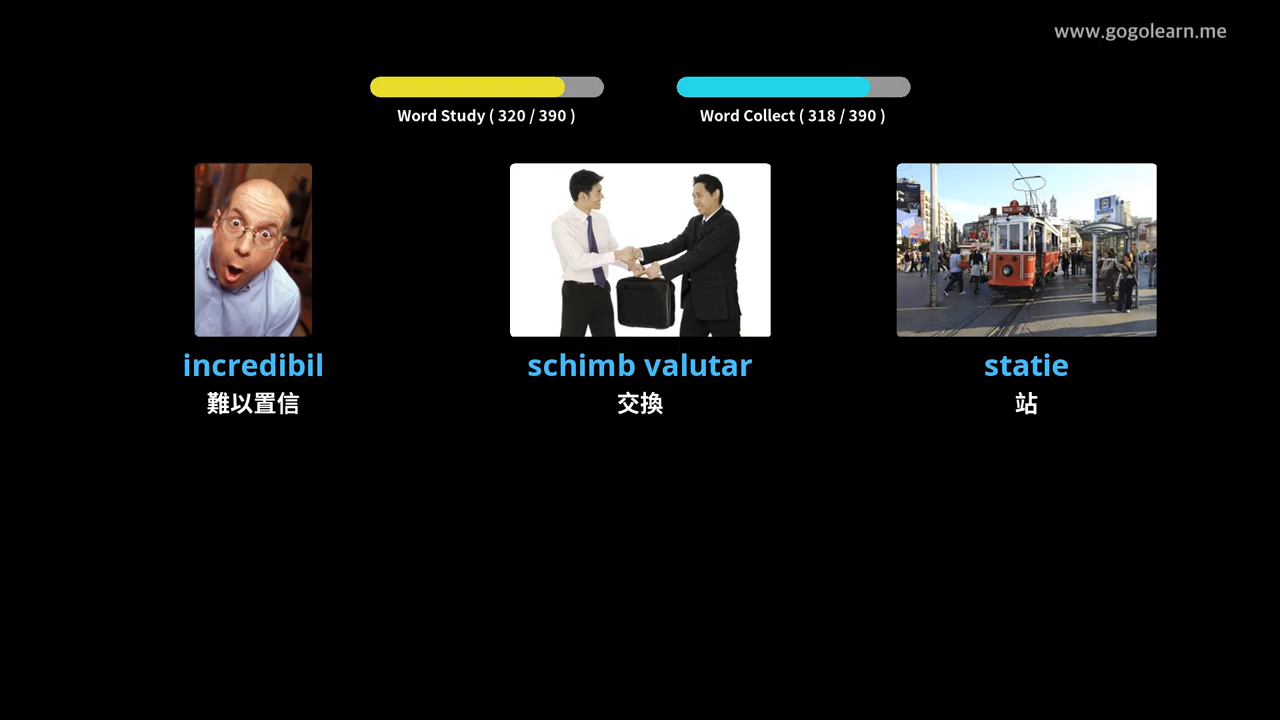 www.gogolearn.me
Word Study ( 320 / 390 )
Word Collect ( 318 / 390 )
incredibil
schimb valutar
statie
難以置信
交換
站